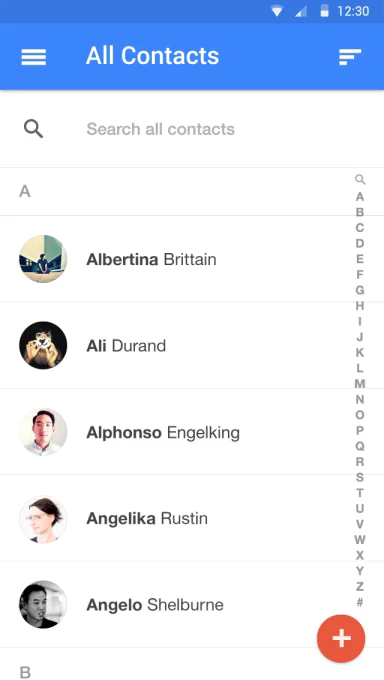 12:30
All Contacts
Search all contacts
A
Albertina Brittain
Ali Durand
Alphonso Engelking
Angelika Rustin
Angelo Shelburne
B
A
B
C
D
E
F
G
H
I
J
K
L
M
N
O
P
Q
R
S
T
U
V
W
X
Y
Z
#